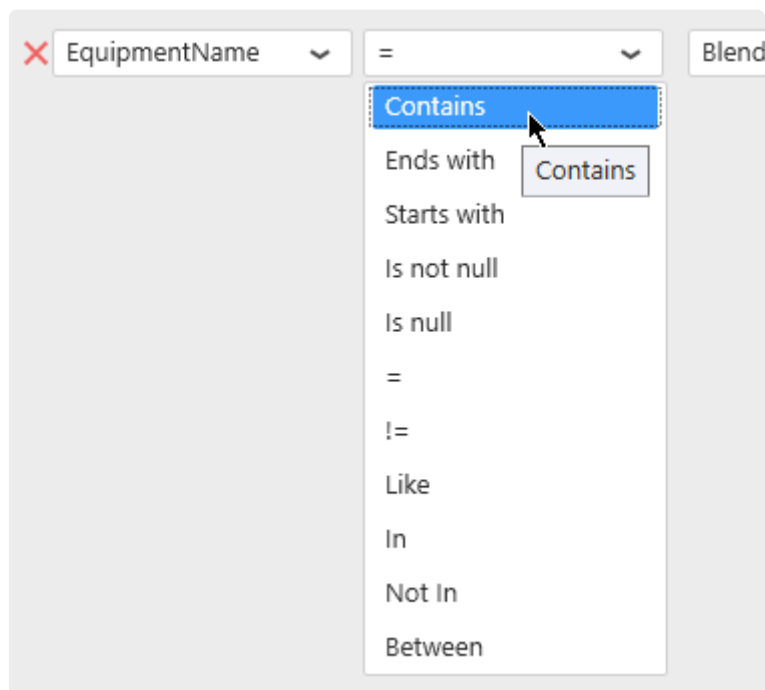 EquipmentName = Blend
Contains
Ends with
Contains
Starts with
Is not null
Is null
=
!=
Like
In
Not In
Between